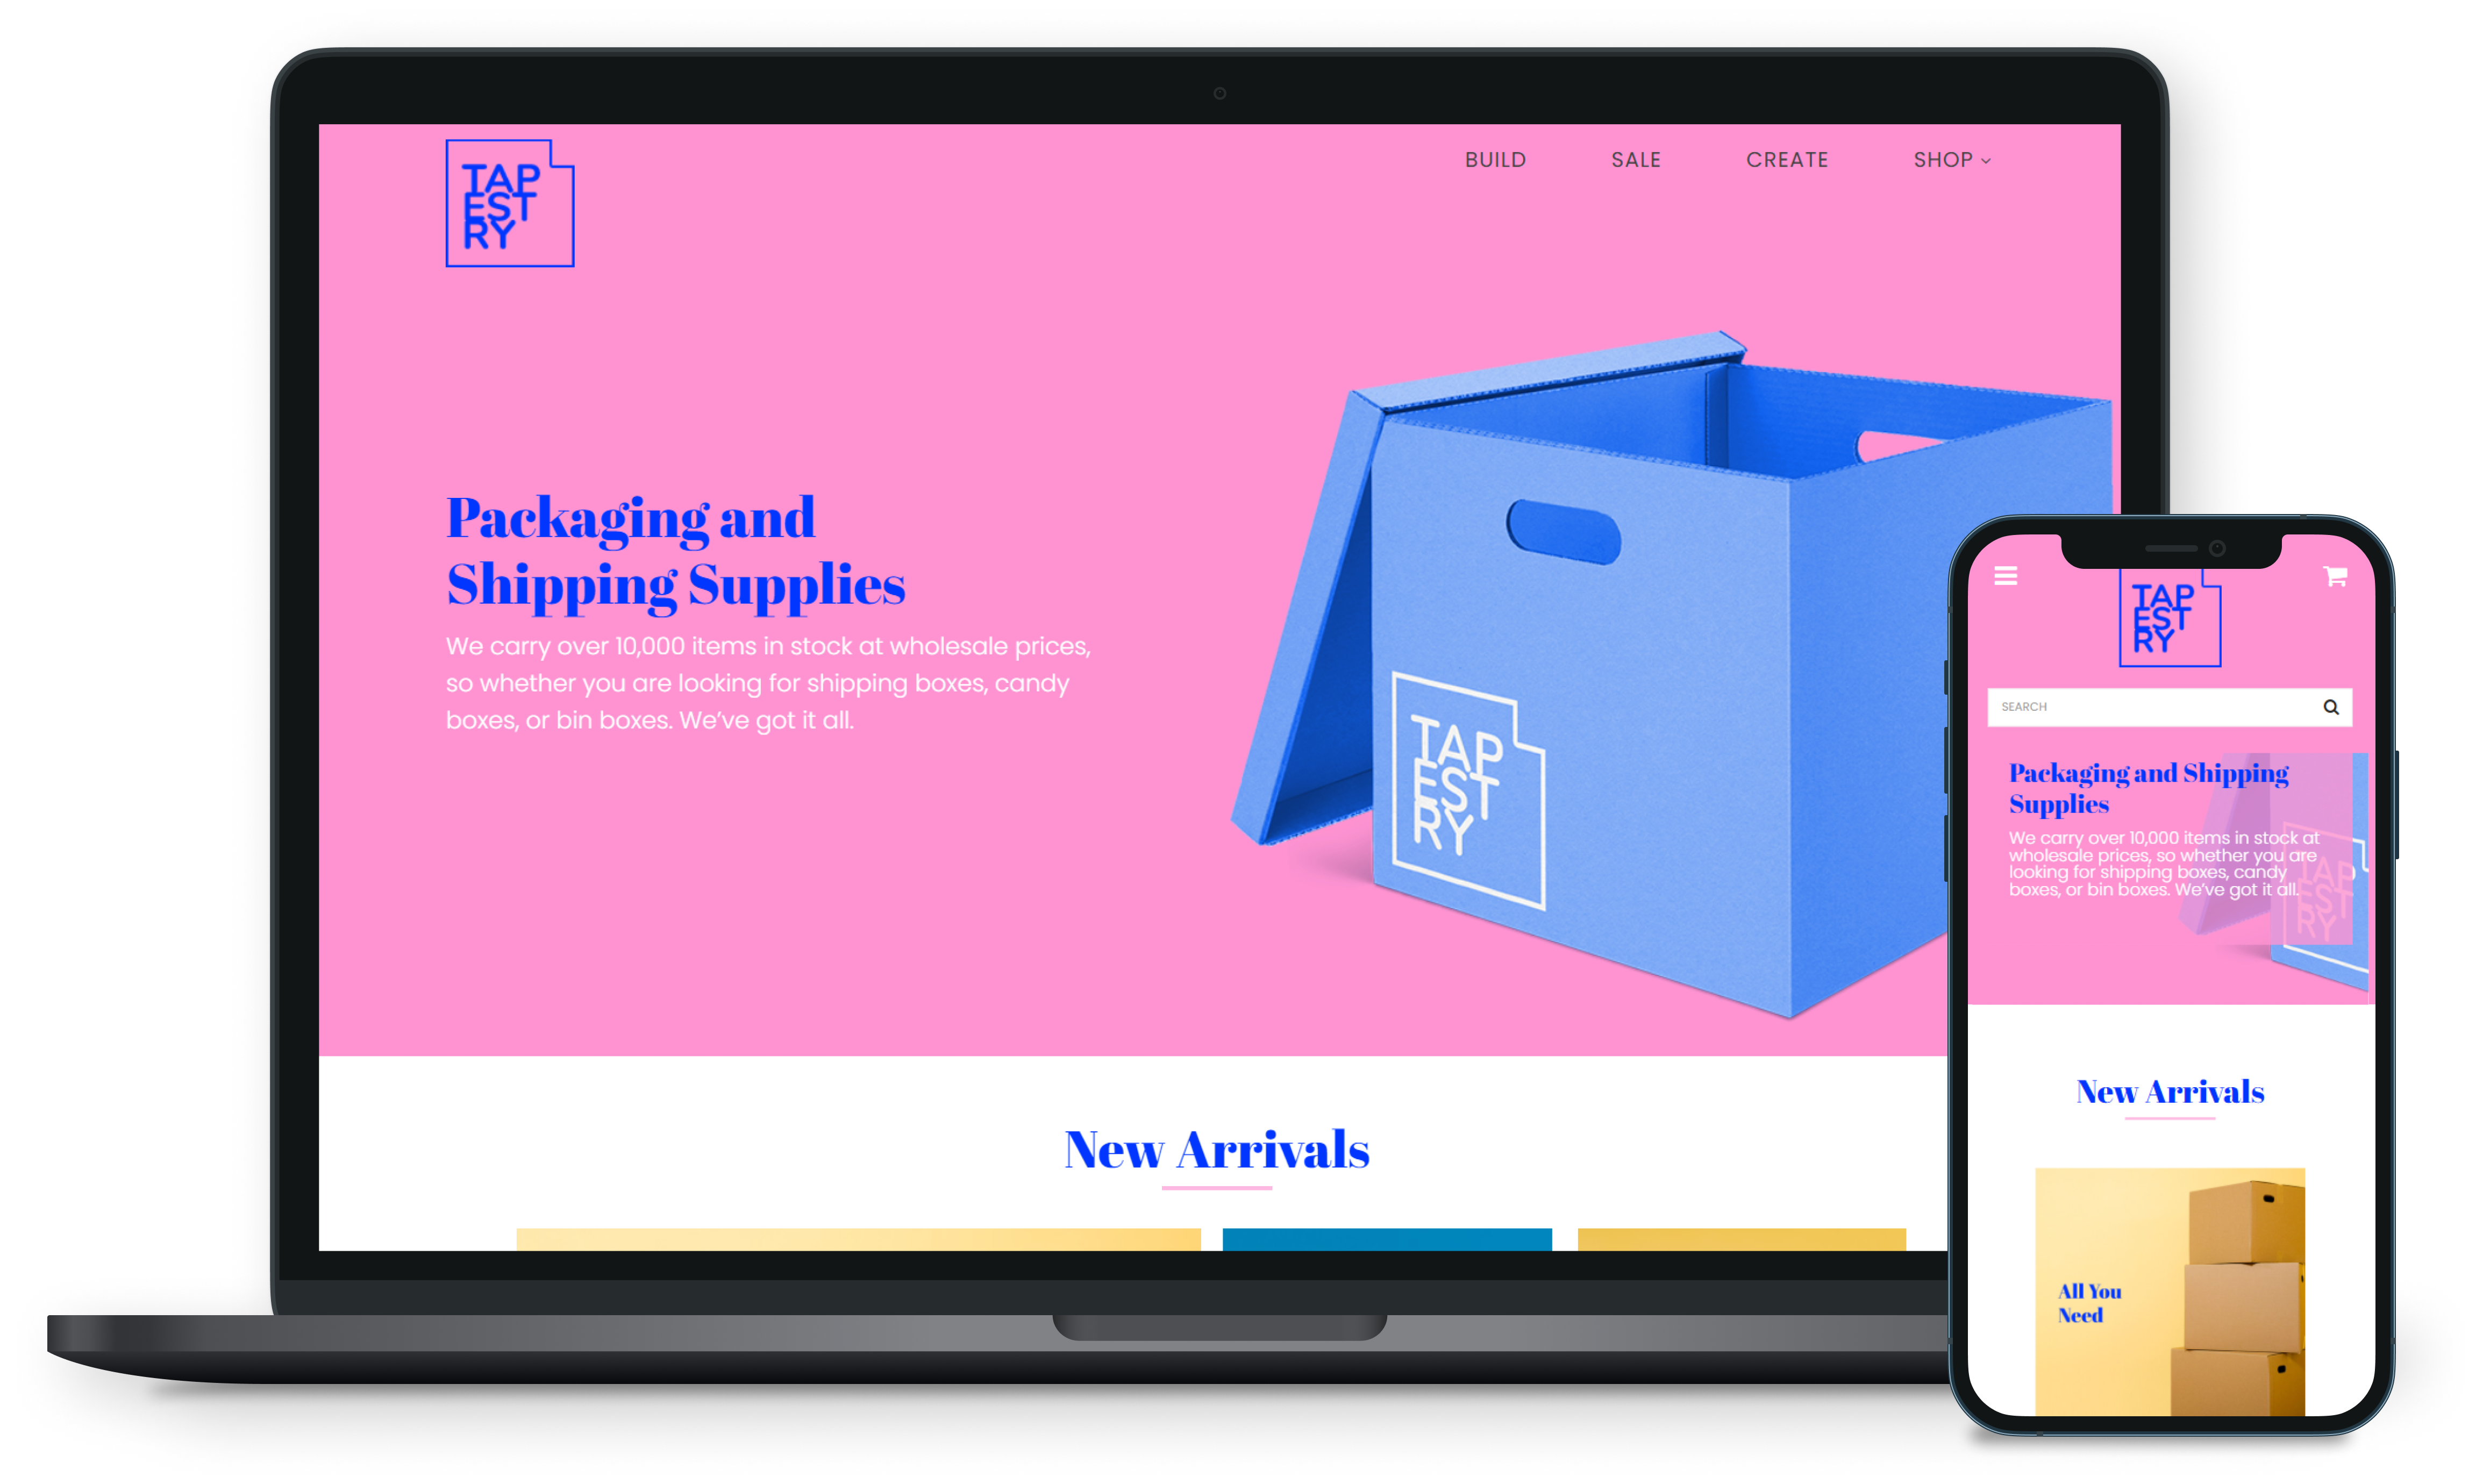 TAP
EST
RY
BUILD SALE CREATE SHOP
Packaging and
Shipping Supplies
We carry over 10,000 items in stock at wholesale prices,
so whether you are looking for shipping boxes, candy
boxes, or bin boxes. We’ve got it all.
TAP
EST
RY
New Arrivals
TAP
EST
RY
SEARCH
Packaging and Shipping
Supplies
We carry over 10,000 items in stock at
wholesale prices, so whether you are
looking for shipping boxes, candy
boxes, or bin boxes. We’ve got it all.
TAP
EST
RY
New Arrivals
All You
Need